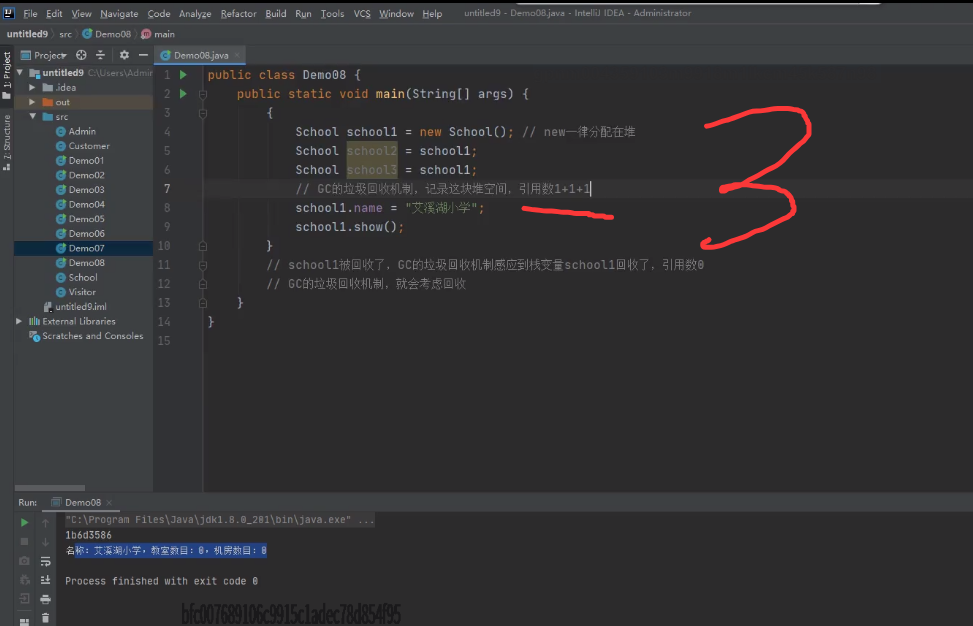 File Edit View Navigate Code Analyze Refactor Build Run Tools VCS Window Help untitled9 - Demo08.java - IntelliJ IDEA - Administrator
untitled9 src Demo08 main
Project
Demo08.java
1: Project
7: Structure
untitled9 C:\Users\Admin
.idea
out
src
Admin
Customer
Demo01
Demo02
Demo03
Demo04
Demo05
Demo06
Demo07
Demo08
School
Visitor
untitled9.iml
External Libraries
Scratches and Consoles
1 public class Demo08 {
2 public static void main(String[] args) {
3 {
4 School school1 = new School(); // new一律分配在堆
5 School school2 = school1;
6 School school3 = school1;
7 // GC的垃圾回收机制，记录这块堆空间，引用数1+1+1
8 school1.name = "艾溪湖小学";
9 school1.show();
10 }
11 // school1被回收了，GC的垃圾回收机制感应到栈变量school1回收了，引用数0
12 // GC的垃圾回收机制，就会考虑回收
13 }
14 }
15
3
Run: Demo08
"C:\Program Files\Java\jdk1.8.0_201\bin\java.exe" ...
1b6d3586
名称：艾溪湖小学，教室数目：0，机房数目：0
Process finished with exit code 0
bfc007689106c9915c1adec78d854f95